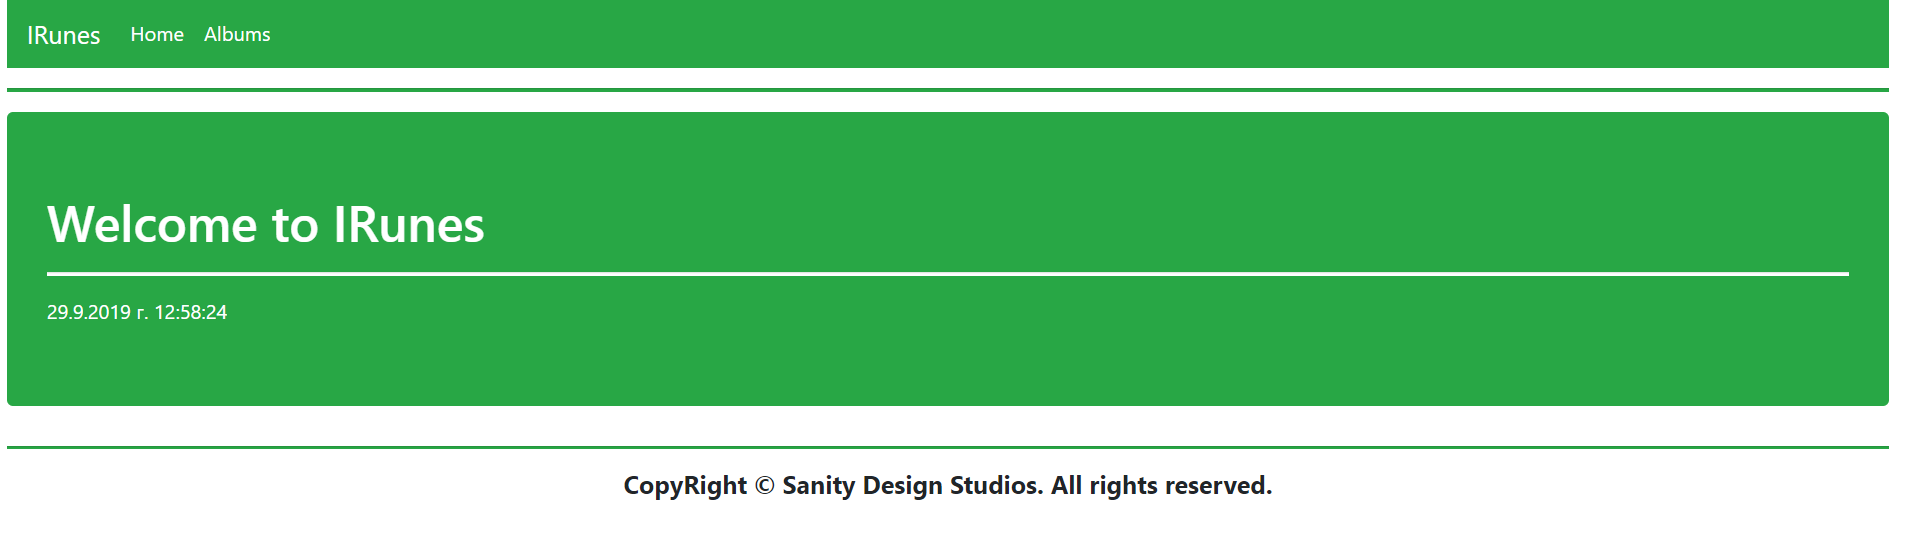 IRunes Home Albums
Welcome to IRunes
29.9.2019 г. 12:58:24
CopyRight © Sanity Design Studios. All rights reserved.